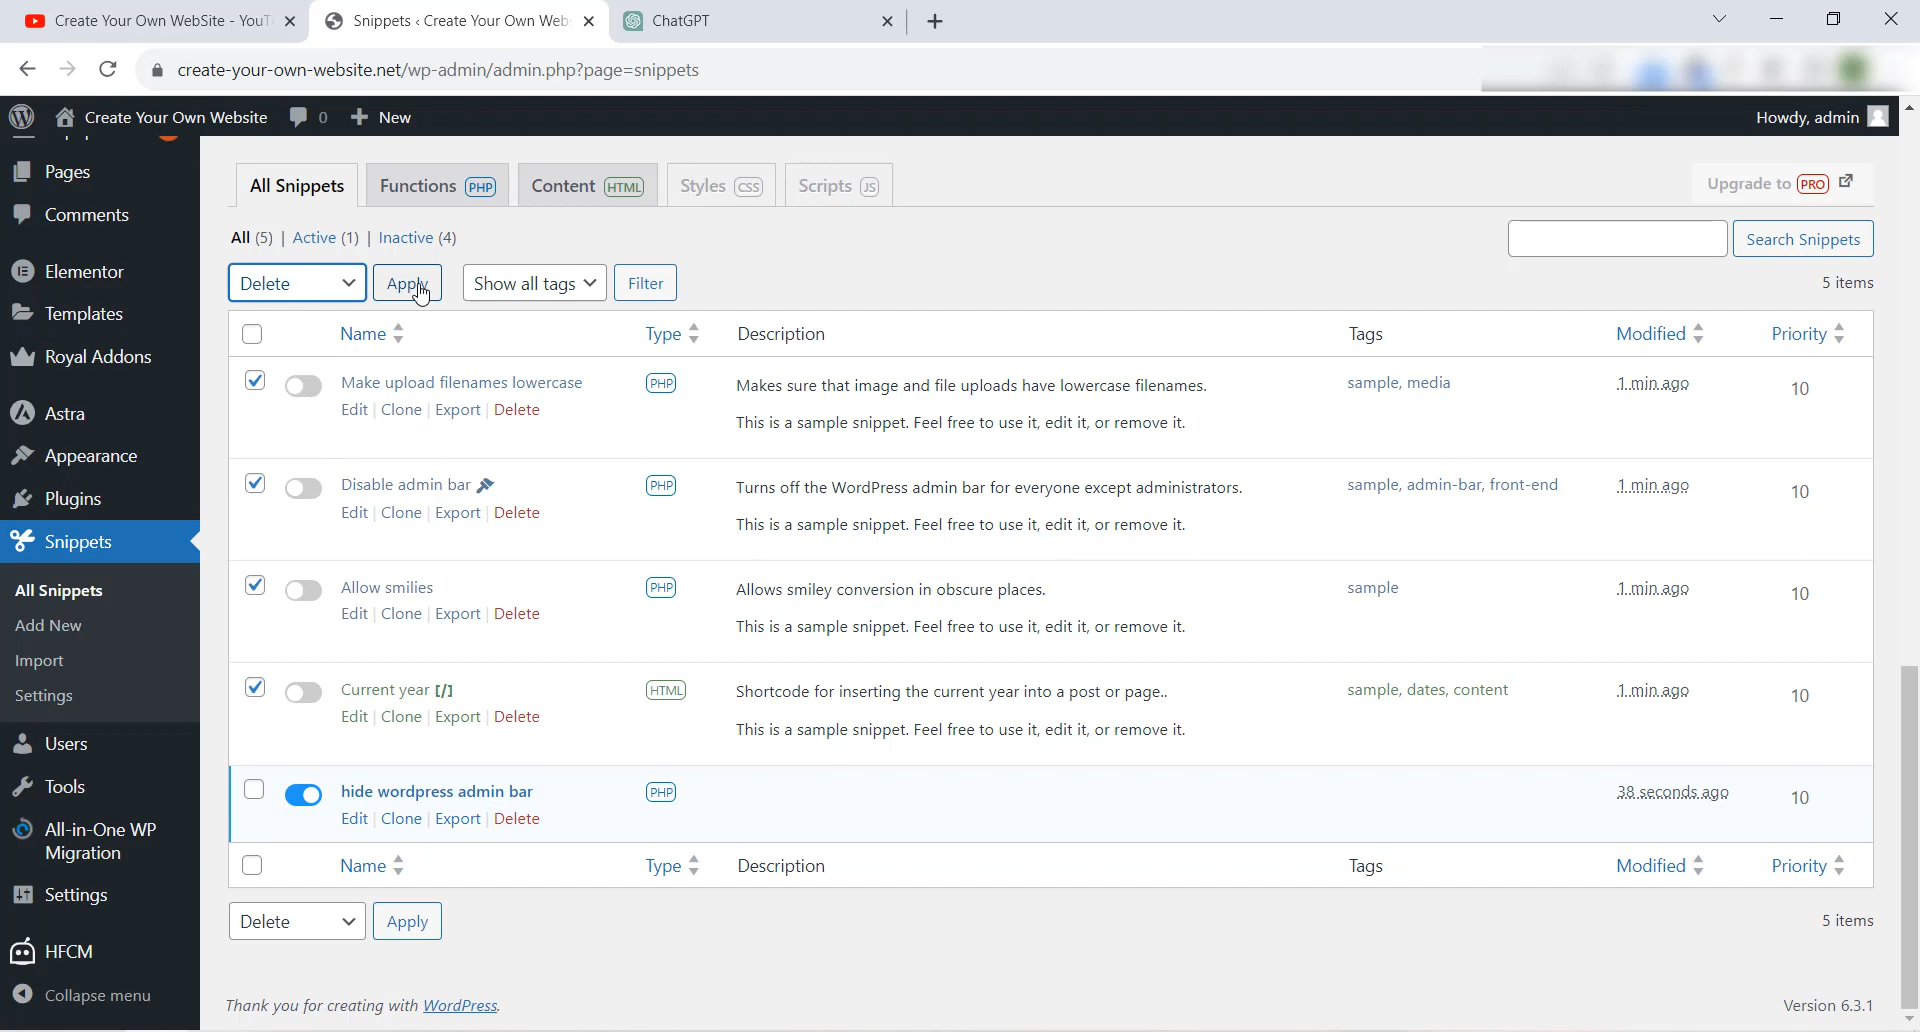 Create Your Own WebSite - YouT
Snippets ‹ Create Your Own Web
ChatGPT
create-your-own-website.net/wp-admin/admin.php?page=snippets
Create Your Own Website 0 New
Howdy, admin
Pages
Comments
Elementor
Templates
Royal Addons
Astra
Appearance
Plugins
Snippets
All Snippets
Add New
Import
Settings
Users
Tools
All-in-One WP
Migration
Settings
HFCM
Collapse menu
All Snippets Functions PHP Content HTML Styles CSS Scripts JS
Upgrade to PRO
All (5) | Active (1) | Inactive (4)
Search Snippets
Delete Apply Show all tags Filter
5 items
Name Type Description Tags Modified Priority
Make upload filenames lowercase PHP Makes sure that image and file uploads have lowercase filenames. sample, media 1 min ago 10
Edit | Clone | Export | Delete
This is a sample snippet. Feel free to use it, edit it, or remove it.
Disable admin bar PHP Turns off the WordPress admin bar for everyone except administrators. sample, admin-bar, front-end 1 min ago 10
Edit | Clone | Export | Delete
This is a sample snippet. Feel free to use it, edit it, or remove it.
Allow smilies PHP Allows smiley conversion in obscure places. sample 1 min ago 10
Edit | Clone | Export | Delete
This is a sample snippet. Feel free to use it, edit it, or remove it.
Current year [/] HTML Shortcode for inserting the current year into a post or page.. sample, dates, content 1 min ago 10
Edit | Clone | Export | Delete
This is a sample snippet. Feel free to use it, edit it, or remove it.
hide wordpress admin bar PHP 38 seconds ago 10
Edit | Clone | Export | Delete
Name Type Description Tags Modified Priority
Delete Apply
5 items
Thank you for creating with WordPress.
Version 6.3.1